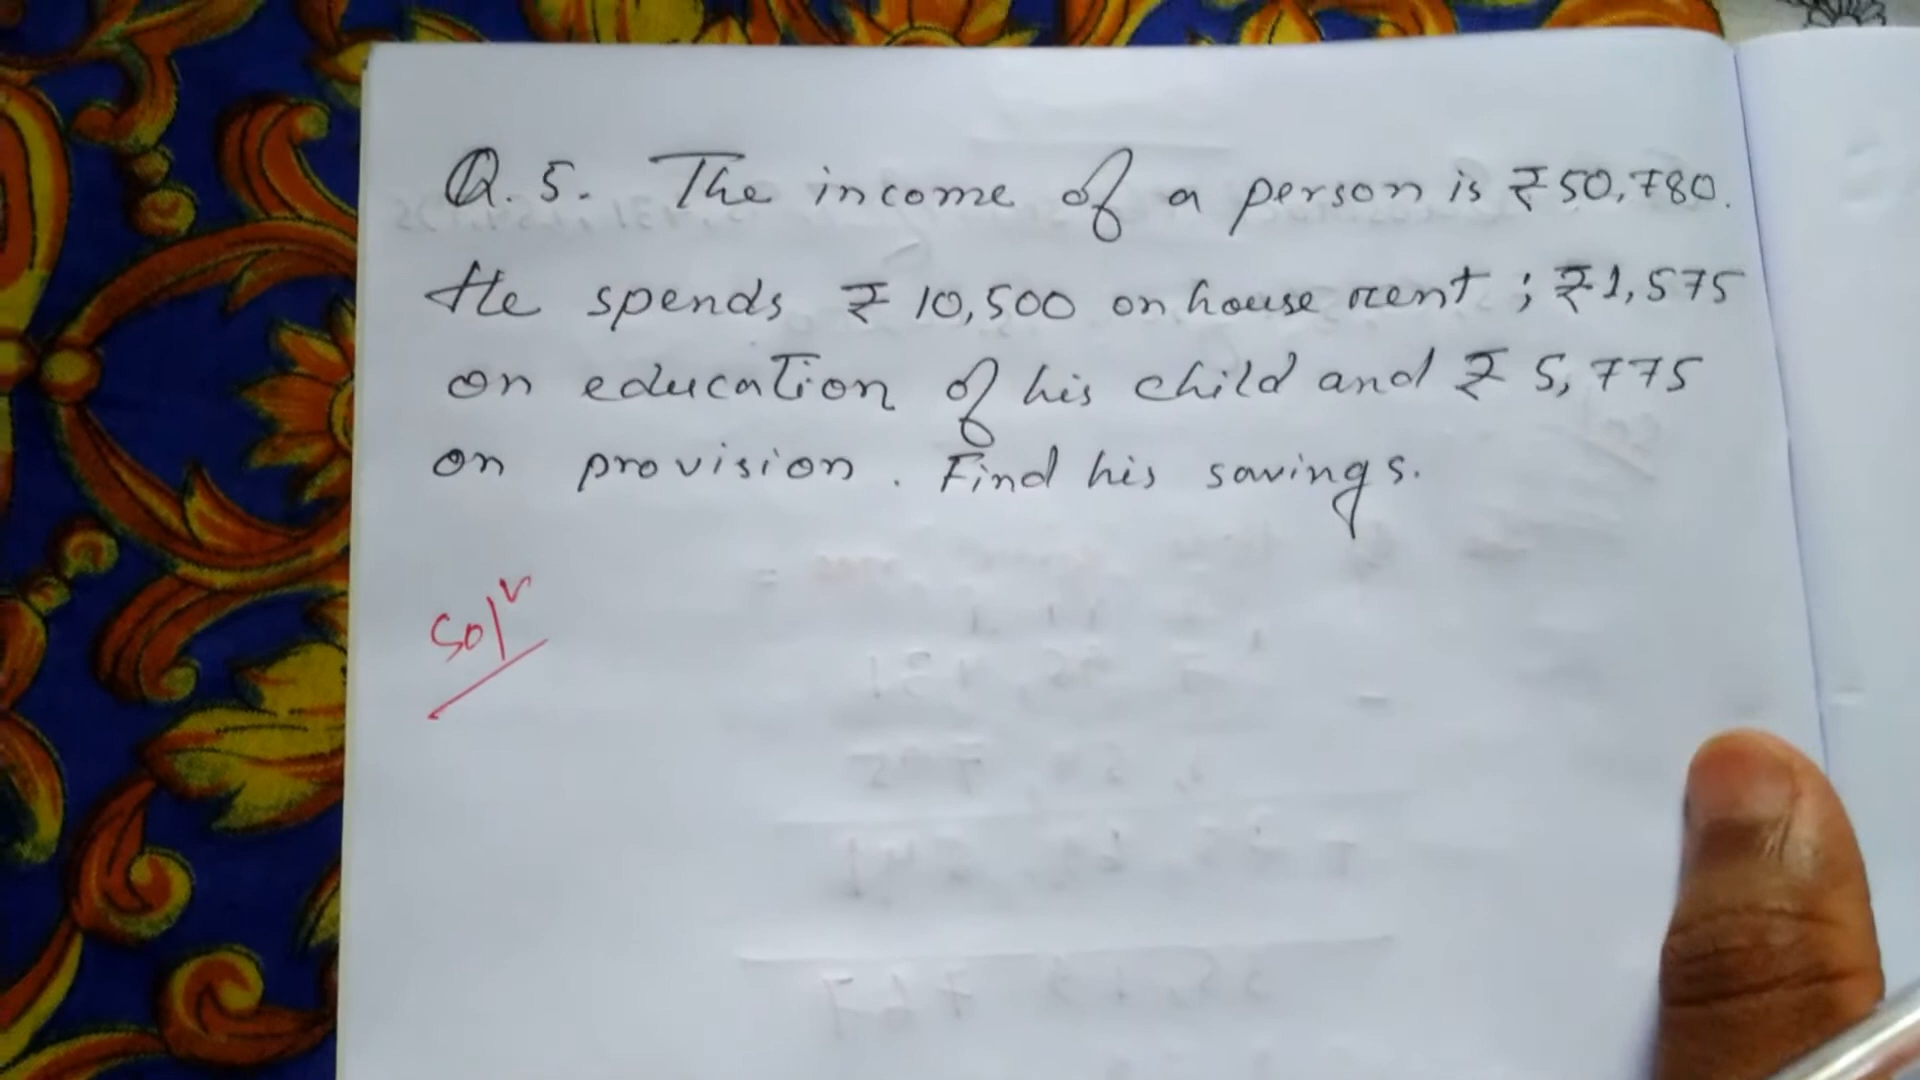 Q. 5. The income of a person is ₹50,780.
He spends ₹ 10,500 on house rent ; ₹1,575
on education of his child and ₹ 5,775
on provision. Find his savings.
Solⁿ